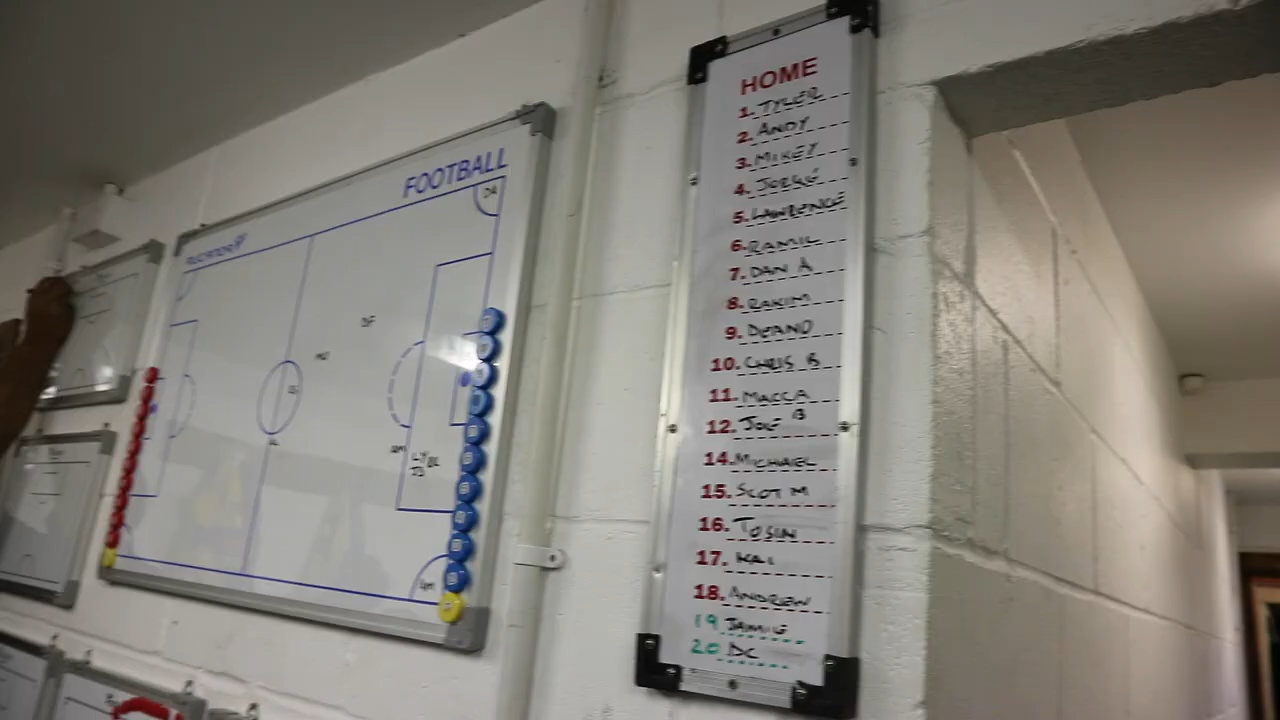 FOOTBALL
HOME
1. TYLER
2. ANDY
3. MIKEY
4. JORGE
5. LAWRENCE
6. RAMIL
7. DAN A
8. RAKIM
9. DEANO
10. CHRIS B
11. MACCA
12. JOE B
14. MICHAEL
15. SCOT M
16. TOSIN
17. KAI
18. ANDREW
19 JAMIE
20 DC